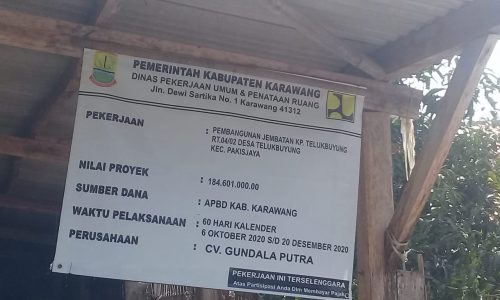 PEMERINTAH KABUPATEN KARAWANG
DINAS PEKERJAAN UMUM & PENATAAN RUANG
Jln. Dewi Sartika No. 1 Karawang 41312
PEKERJAAN : PEMBANGUNAN JEMBATAN KP. TELUKBUYUNG
RT.04/02 DESA TELUKBUYUNG
KEC. PAKISJAYA
NILAI PROYEK : 184.601.000.00
SUMBER DANA : APBD KAB. KARAWANG
WAKTU PELAKSANAAN : 60 HARI KALENDER
6 OKTOBER 2020 S/D 20 DESEMBER 2020
PERUSAHAAN : CV. GUNDALA PUTRA
PEKERJAAN INI TERSELENGGARA
Atas Partisipasi Anda Dlm Membayar Pajak